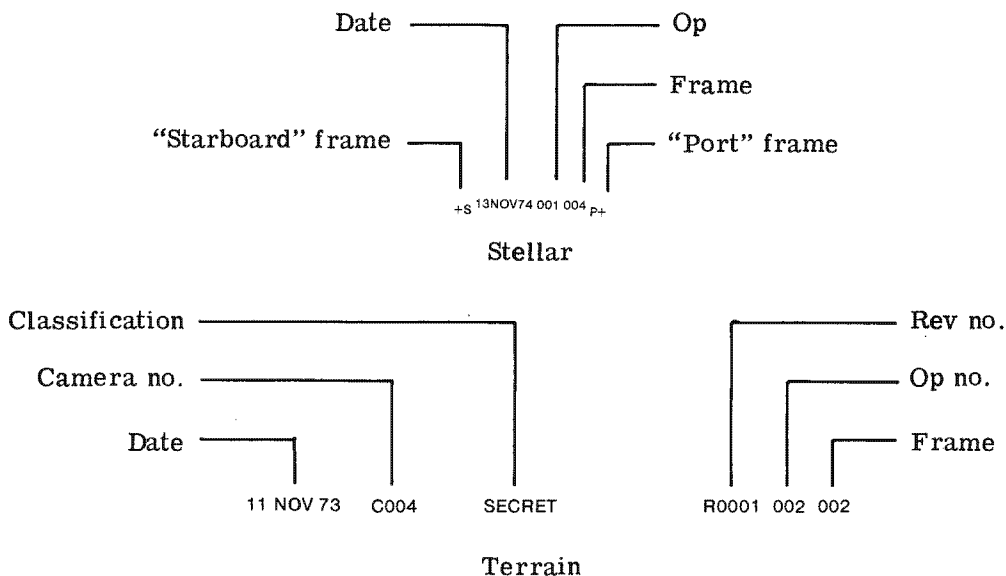 Date Op
Frame
“Starboard” frame “Port” frame
+S 13NOV74 001 004 P+
Stellar
Classification Rev no.
Camera no. Op no.
Date Frame
11 NOV 73 C004 SECRET R0001 002 002
Terrain